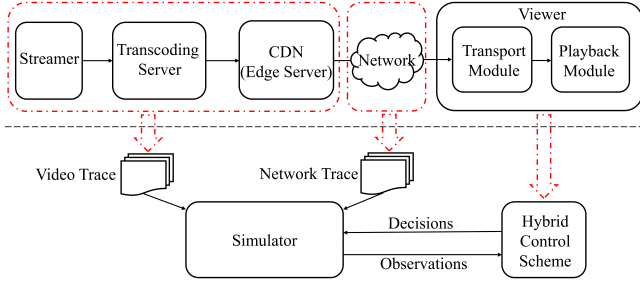 Viewer
Streamer
Transcoding
Server
CDN
(Edge Server)
Network
Transport
Module
Playback
Module
Video Trace
Network Trace
Simulator
Decisions
Observations
Hybrid
Control
Scheme